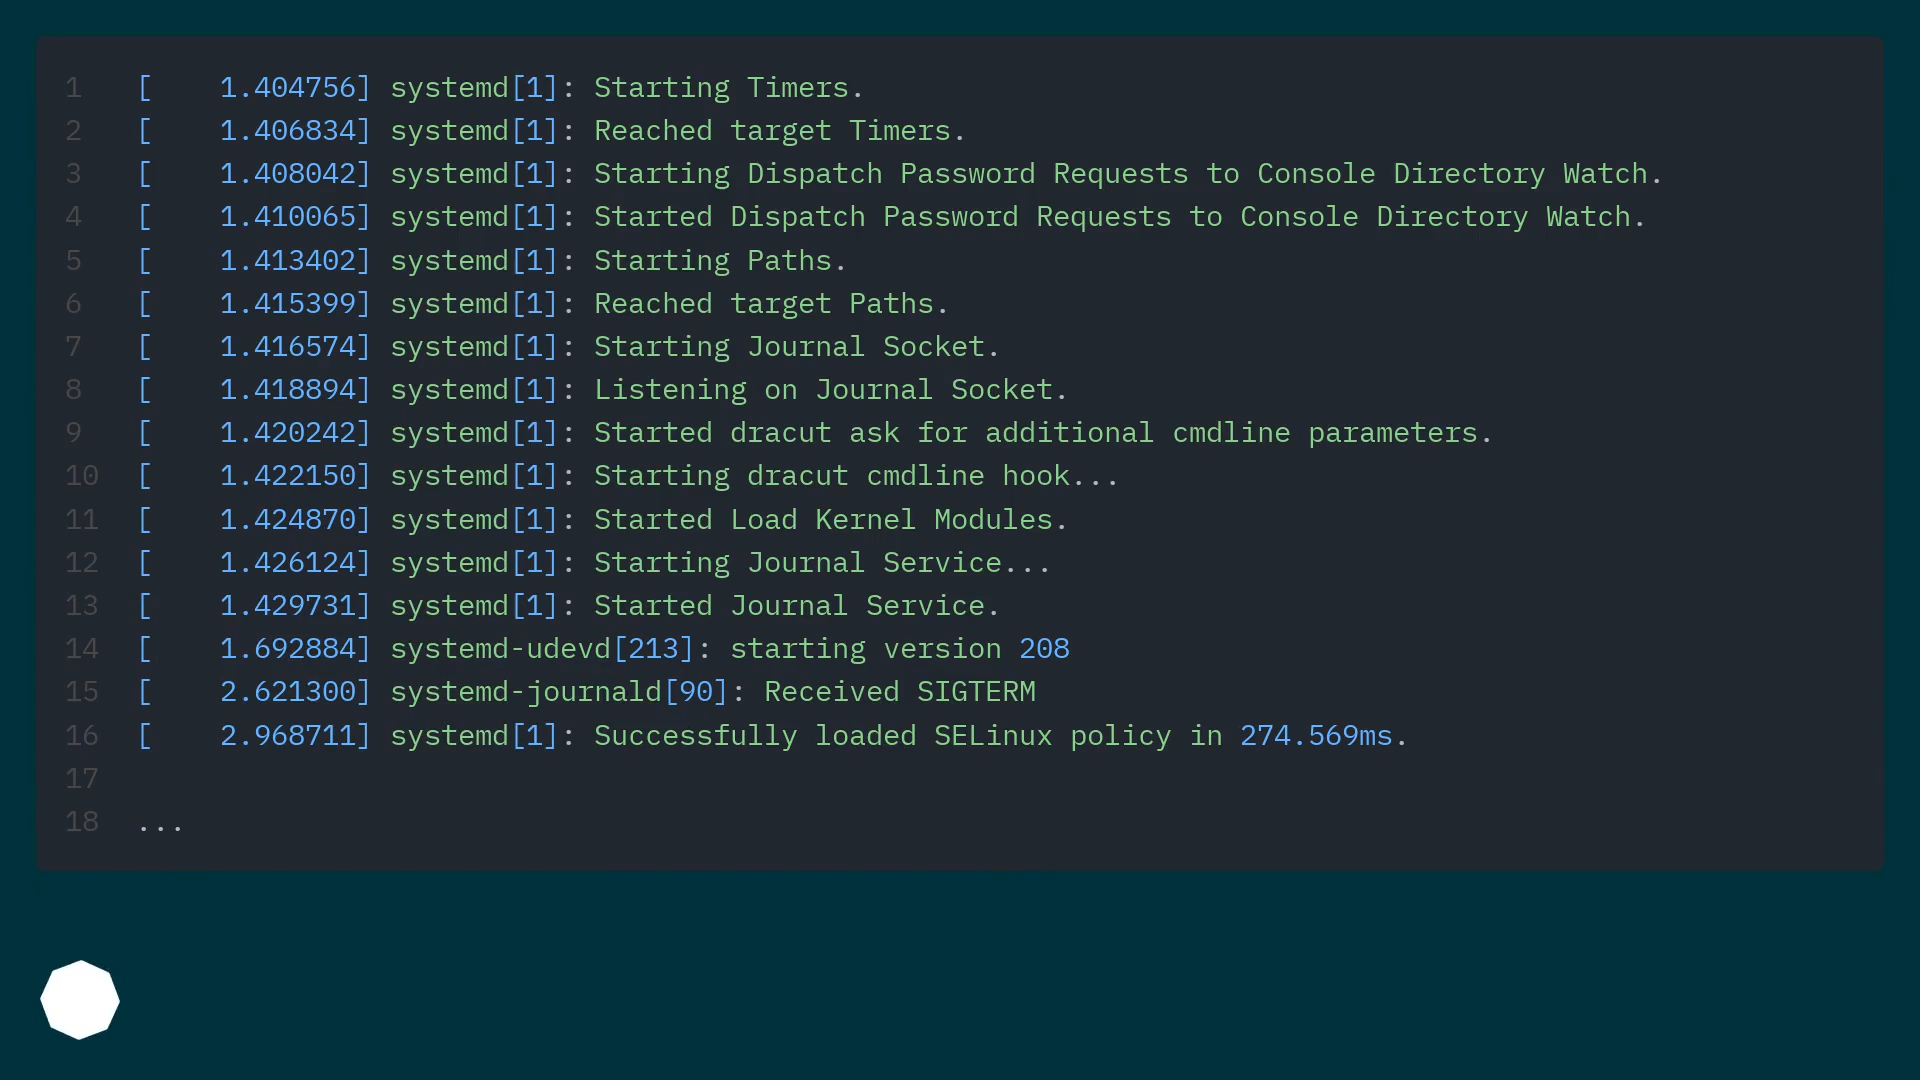 1 [    1.404756] systemd[1]: Starting Timers.
2 [    1.406834] systemd[1]: Reached target Timers.
3 [    1.408042] systemd[1]: Starting Dispatch Password Requests to Console Directory Watch.
4 [    1.410065] systemd[1]: Started Dispatch Password Requests to Console Directory Watch.
5 [    1.413402] systemd[1]: Starting Paths.
6 [    1.415399] systemd[1]: Reached target Paths.
7 [    1.416574] systemd[1]: Starting Journal Socket.
8 [    1.418894] systemd[1]: Listening on Journal Socket.
9 [    1.420242] systemd[1]: Started dracut ask for additional cmdline parameters.
10 [    1.422150] systemd[1]: Starting dracut cmdline hook...
11 [    1.424870] systemd[1]: Started Load Kernel Modules.
12 [    1.426124] systemd[1]: Starting Journal Service...
13 [    1.429731] systemd[1]: Started Journal Service.
14 [    1.692884] systemd-udevd[213]: starting version 208
15 [    2.621300] systemd-journald[90]: Received SIGTERM
16 [    2.968711] systemd[1]: Successfully loaded SELinux policy in 274.569ms.
17
18 ...